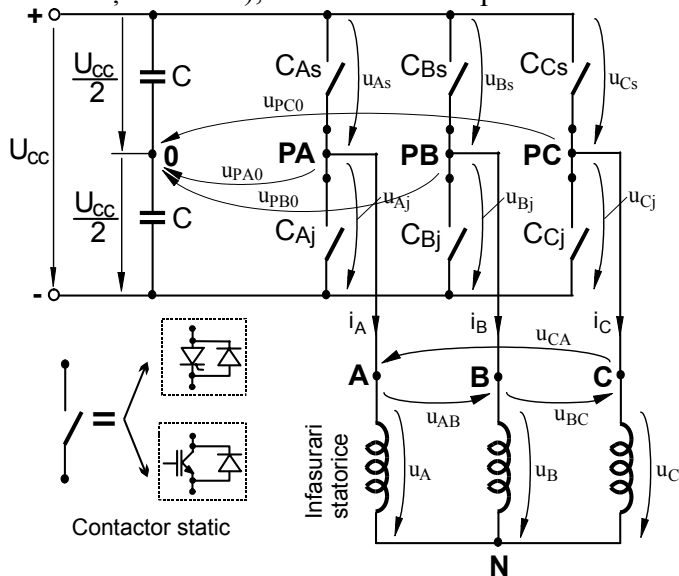 +
U_CC/2
C
C_As
u_As
C_Bs
u_Bs
C_Cs
u_Cs
u_PC0
U_CC
0
PA
PB
PC
u_PA0
u_PB0
U_CC/2
C
C_Aj
u_Aj
C_Bj
u_Bj
C_Cj
u_Cj
-
i_A
i_B
i_C
u_CA
A
B
C
u_AB
u_BC
=
Infasurari
statorice
u_A
u_B
u_C
Contactor static
N